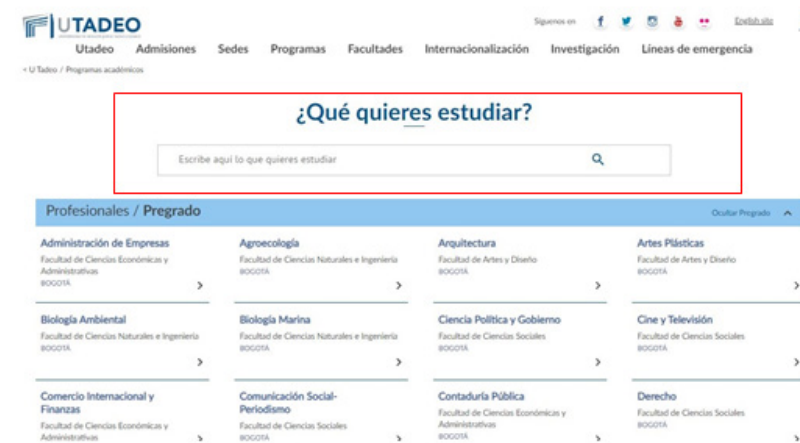 UTADEO
Síguenos en
English site
Utadeo Admisiones Sedes Programas Facultades Internacionalización Investigación Líneas de emergencia
< U Tadeo / Programas académicos
¿Qué quieres estudiar?
Escribe aquí lo que quieres estudiar
Profesionales / Pregrado
Ocultar Pregrado
Administración de Empresas
Facultad de Ciencias Económicas y
Administrativas
BOGOTÁ
Agroecología
Facultad de Ciencias Naturales e Ingeniería
BOGOTÁ
Arquitectura
Facultad de Artes y Diseño
BOGOTÁ
Artes Plásticas
Facultad de Artes y Diseño
BOGOTÁ
Biología Ambiental
Facultad de Ciencias Naturales e Ingeniería
BOGOTÁ
Biología Marina
Facultad de Ciencias Naturales e Ingeniería
BOGOTÁ
Ciencia Política y Gobierno
Facultad de Ciencias Sociales
BOGOTÁ
Cine y Televisión
Facultad de Ciencias Sociales
BOGOTÁ
Comercio Internacional y
Finanzas
Facultad de Ciencias Económicas y
Administrativas
Comunicación Social-
Periodismo
Facultad de Ciencias Sociales
BOGOTÁ
Contaduría Pública
Facultad de Ciencias Económicas y
Administrativas
BOGOTÁ
Derecho
Facultad de Ciencias Sociales
BOGOTÁ